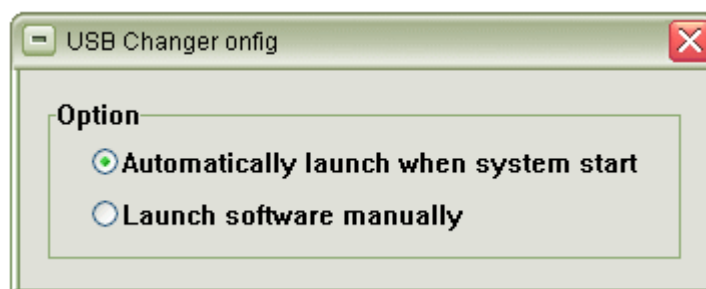 USB Changer onfig
Option
Automatically launch when system start
Launch software manually